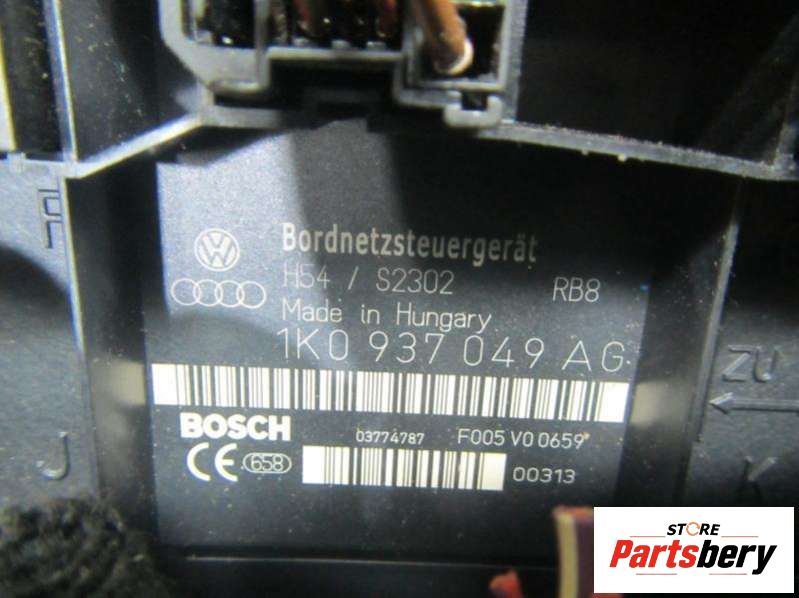 Bordnetzsteuergerät
H54 / S2302 RB8
Made in Hungary
1K0 937 049 AG
ZU
BOSCH 03774787 F005 V0 0659
CE 658 00313
J
K
STORE
Partsbery